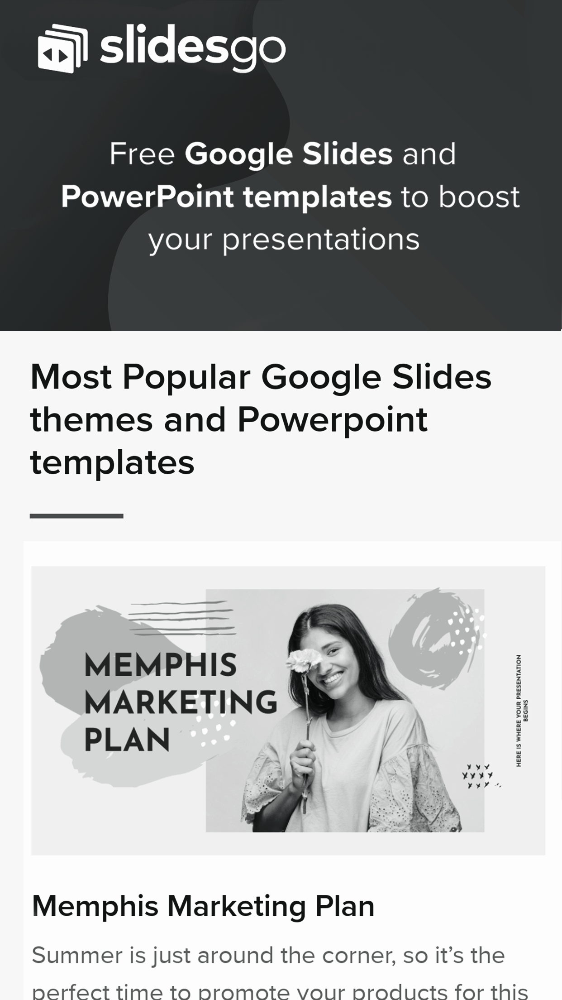 slidesgo
Free Google Slides and
PowerPoint templates to boost
your presentations
Most Popular Google Slides
themes and Powerpoint
templates
MEMPHIS
MARKETING
PLAN
HERE IS WHERE YOUR PRESENTATION
BEGINS
Memphis Marketing Plan
Summer is just around the corner, so it’s the
perfect time to promote your products for this